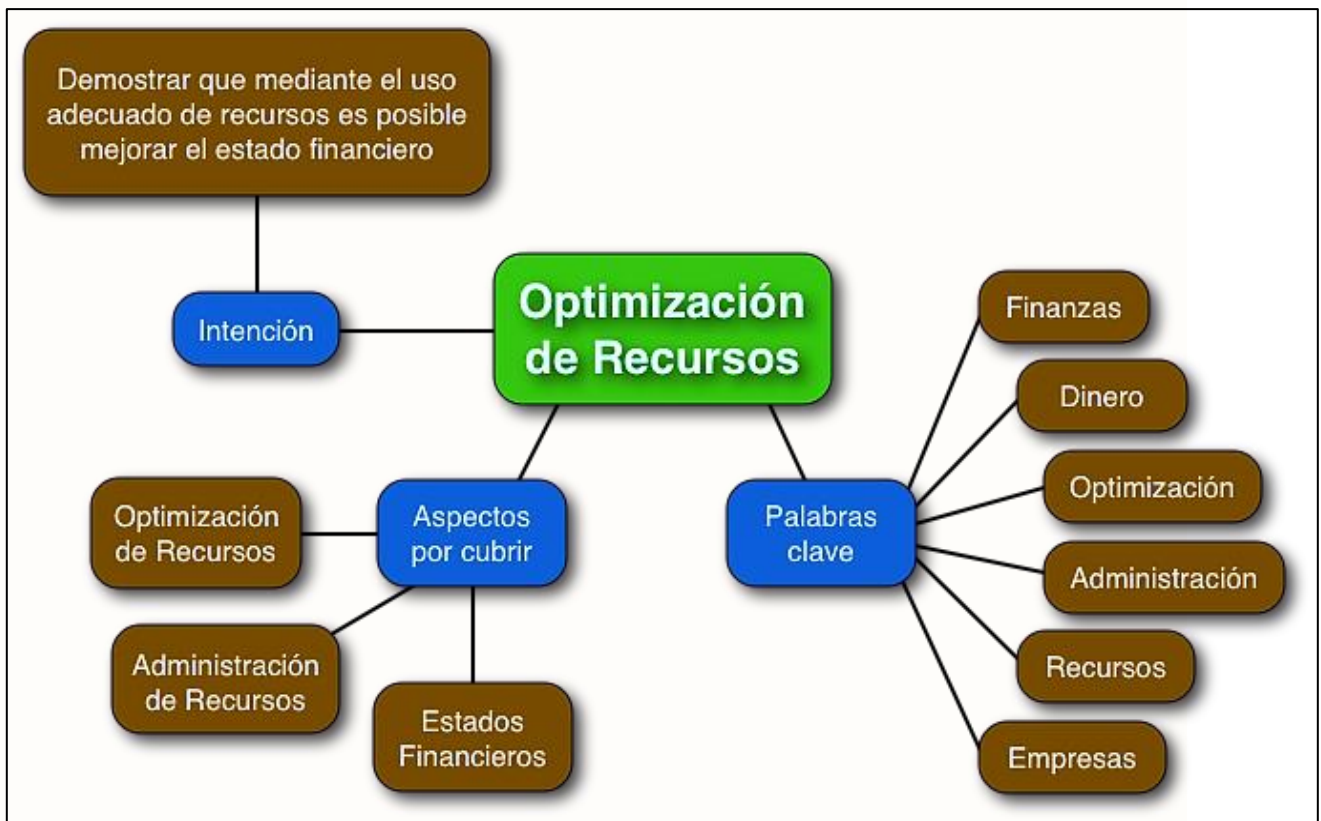 Demostrar que mediante el uso
adecuado de recursos es posible
mejorar el estado financiero
Intención
Optimización
de Recursos
Finanzas
Dinero
Optimización
Administración
Recursos
Empresas
Palabras
clave
Aspectos
por cubrir
Optimización
de Recursos
Administración
de Recursos
Estados
Financieros